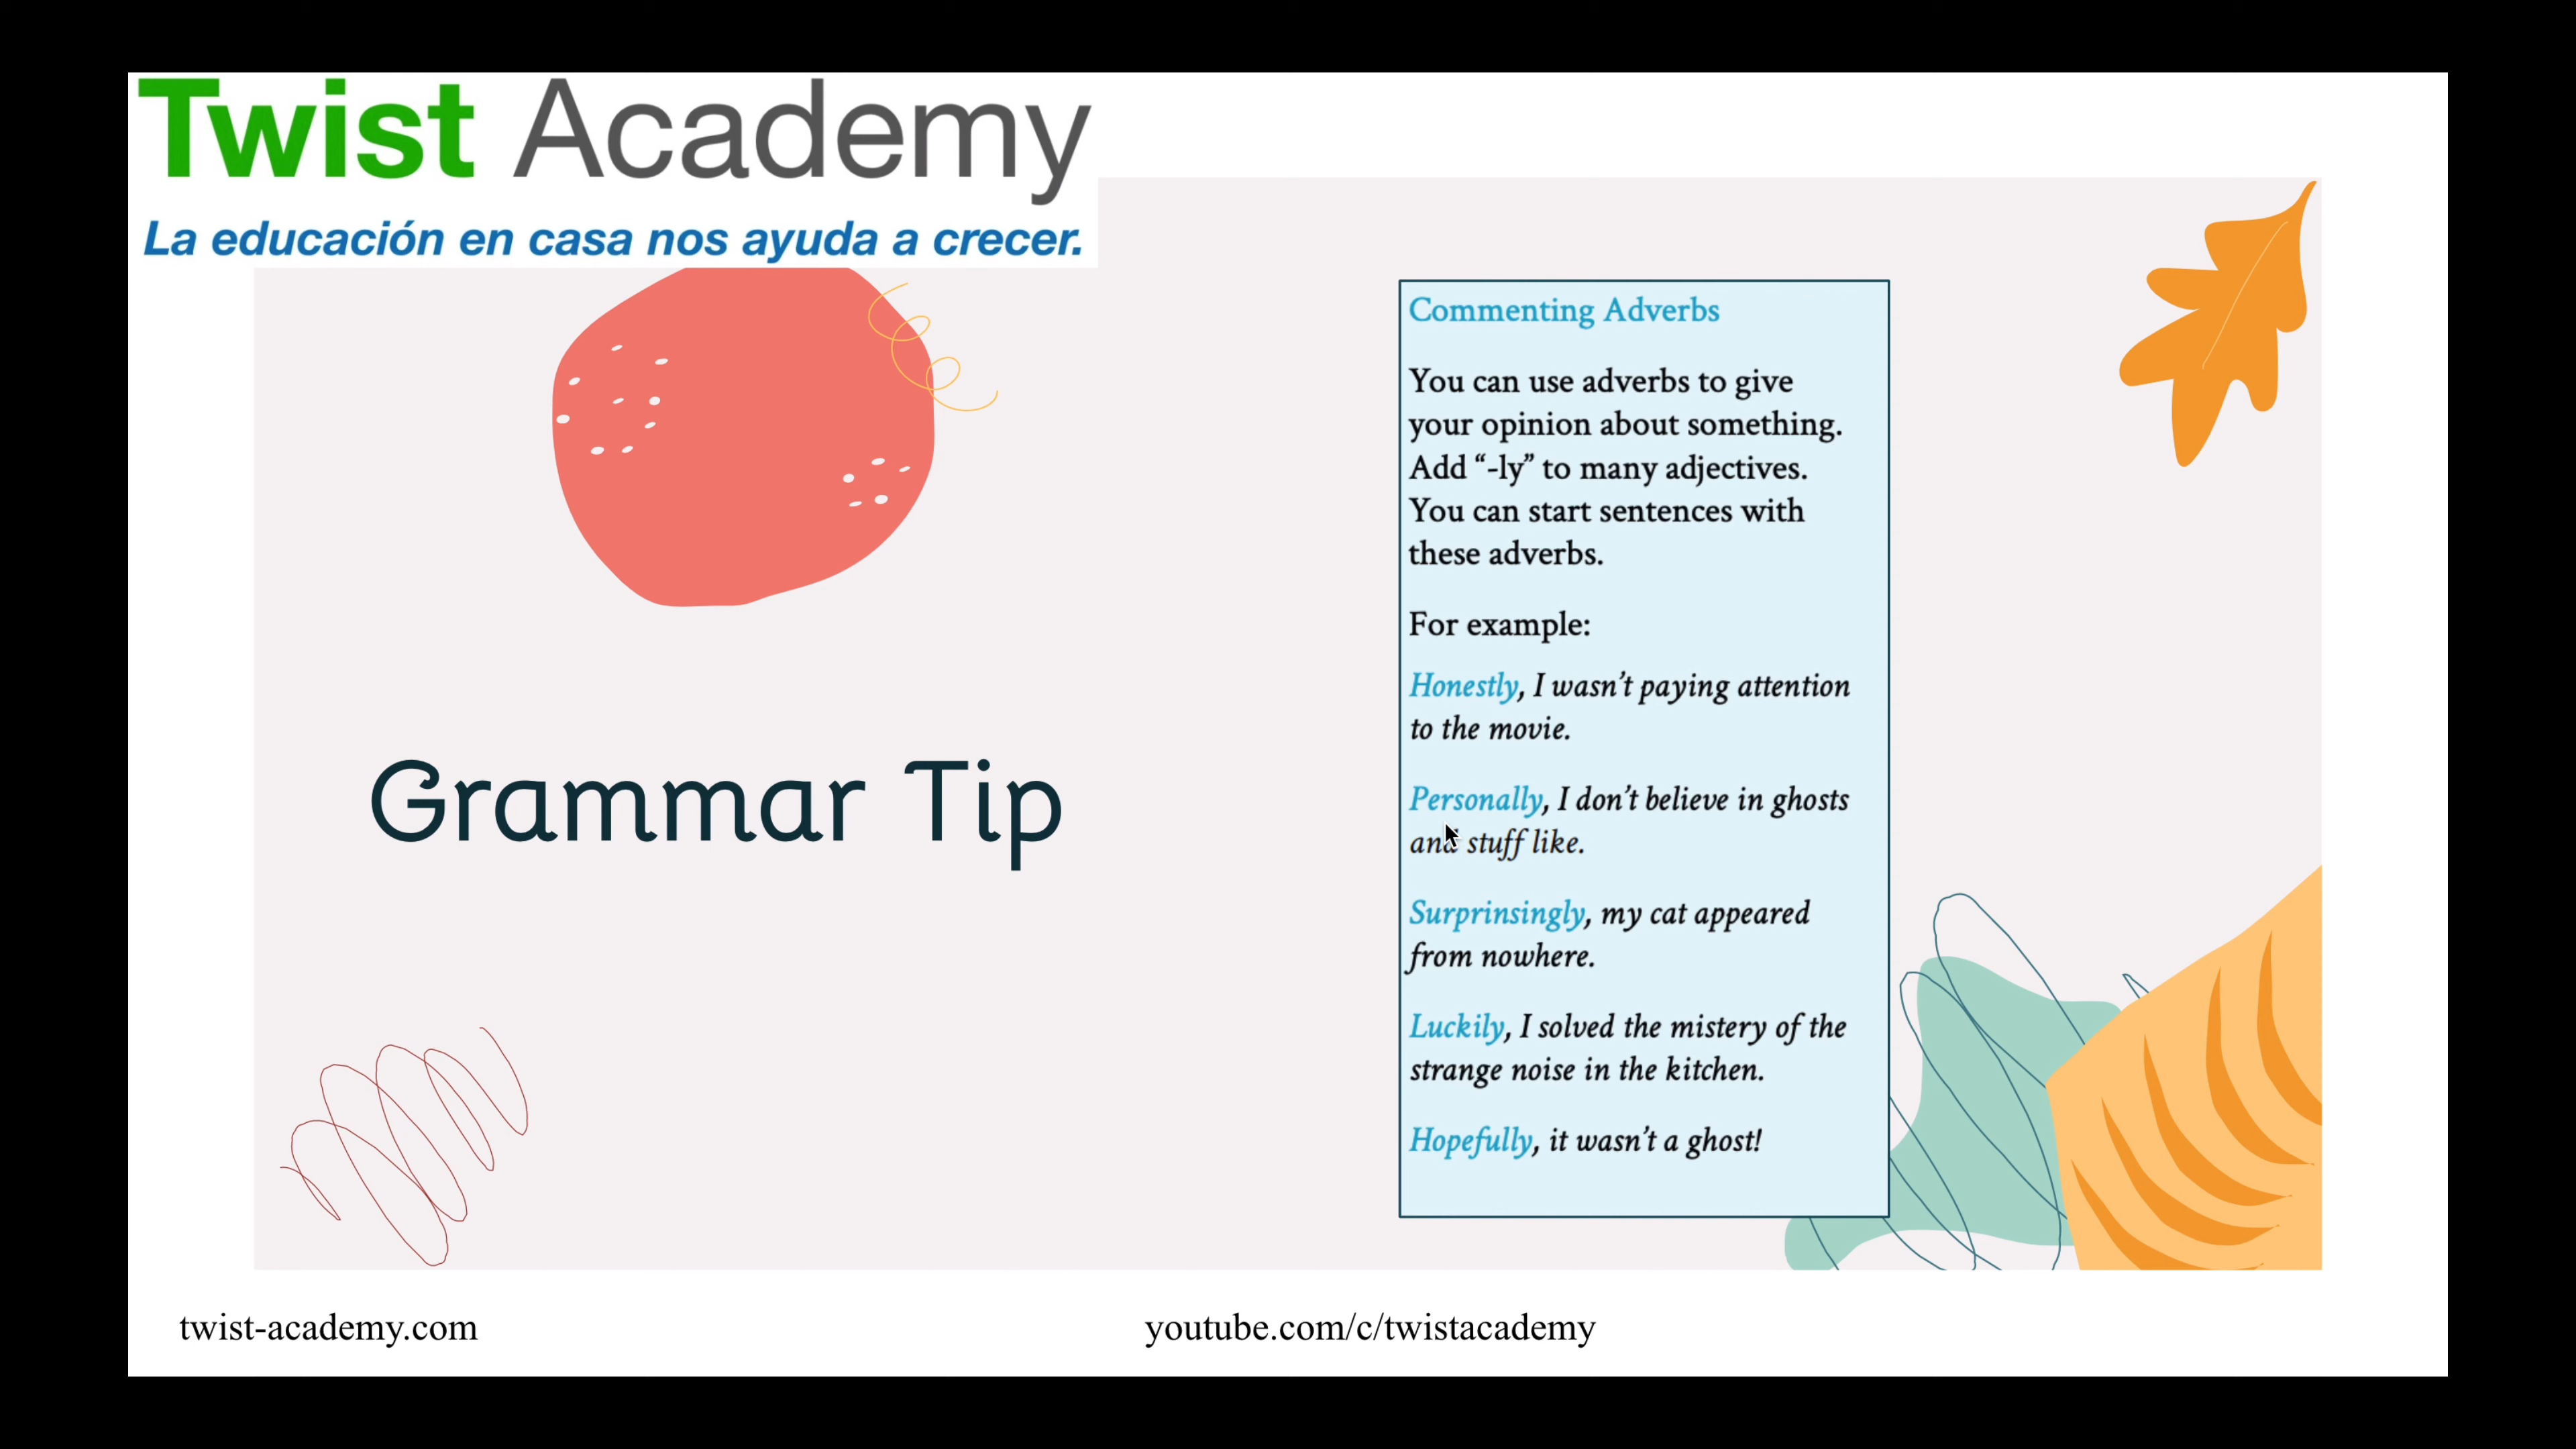 Twist Academy
La educación en casa nos ayuda a crecer.
Grammar Tip
Commenting Adverbs
You can use adverbs to give
your opinion about something.
Add “-ly” to many adjectives.
You can start sentences with
these adverbs.
For example:
Honestly, I wasn’t paying attention
to the movie.
Personally, I don’t believe in ghosts
and stuff like.
Surprinsingly, my cat appeared
from nowhere.
Luckily, I solved the mistery of the
strange noise in the kitchen.
Hopefully, it wasn’t a ghost!
twist-academy.com
youtube.com/c/twistacademy